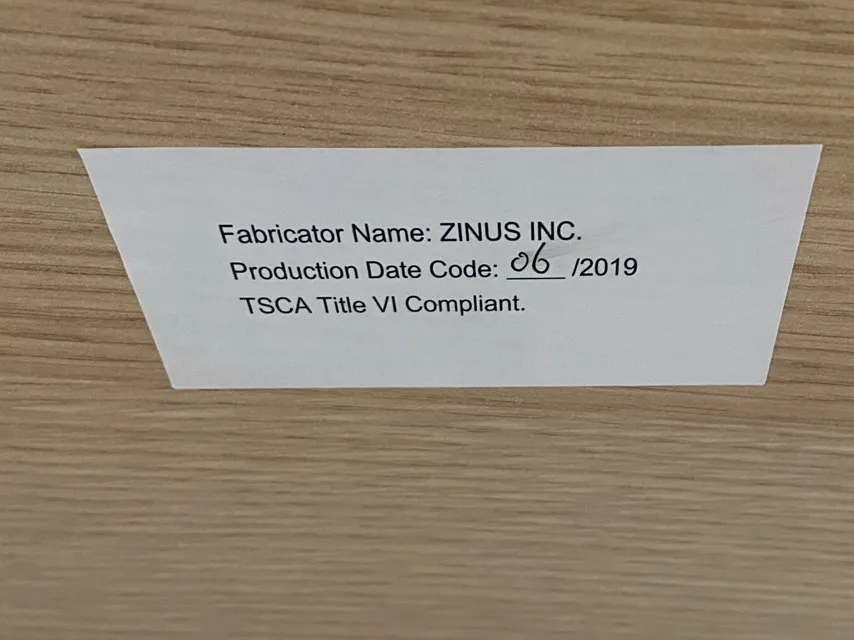 Fabricator Name: ZINUS INC.
Production Date Code: 06 /2019
TSCA Title VI Compliant.